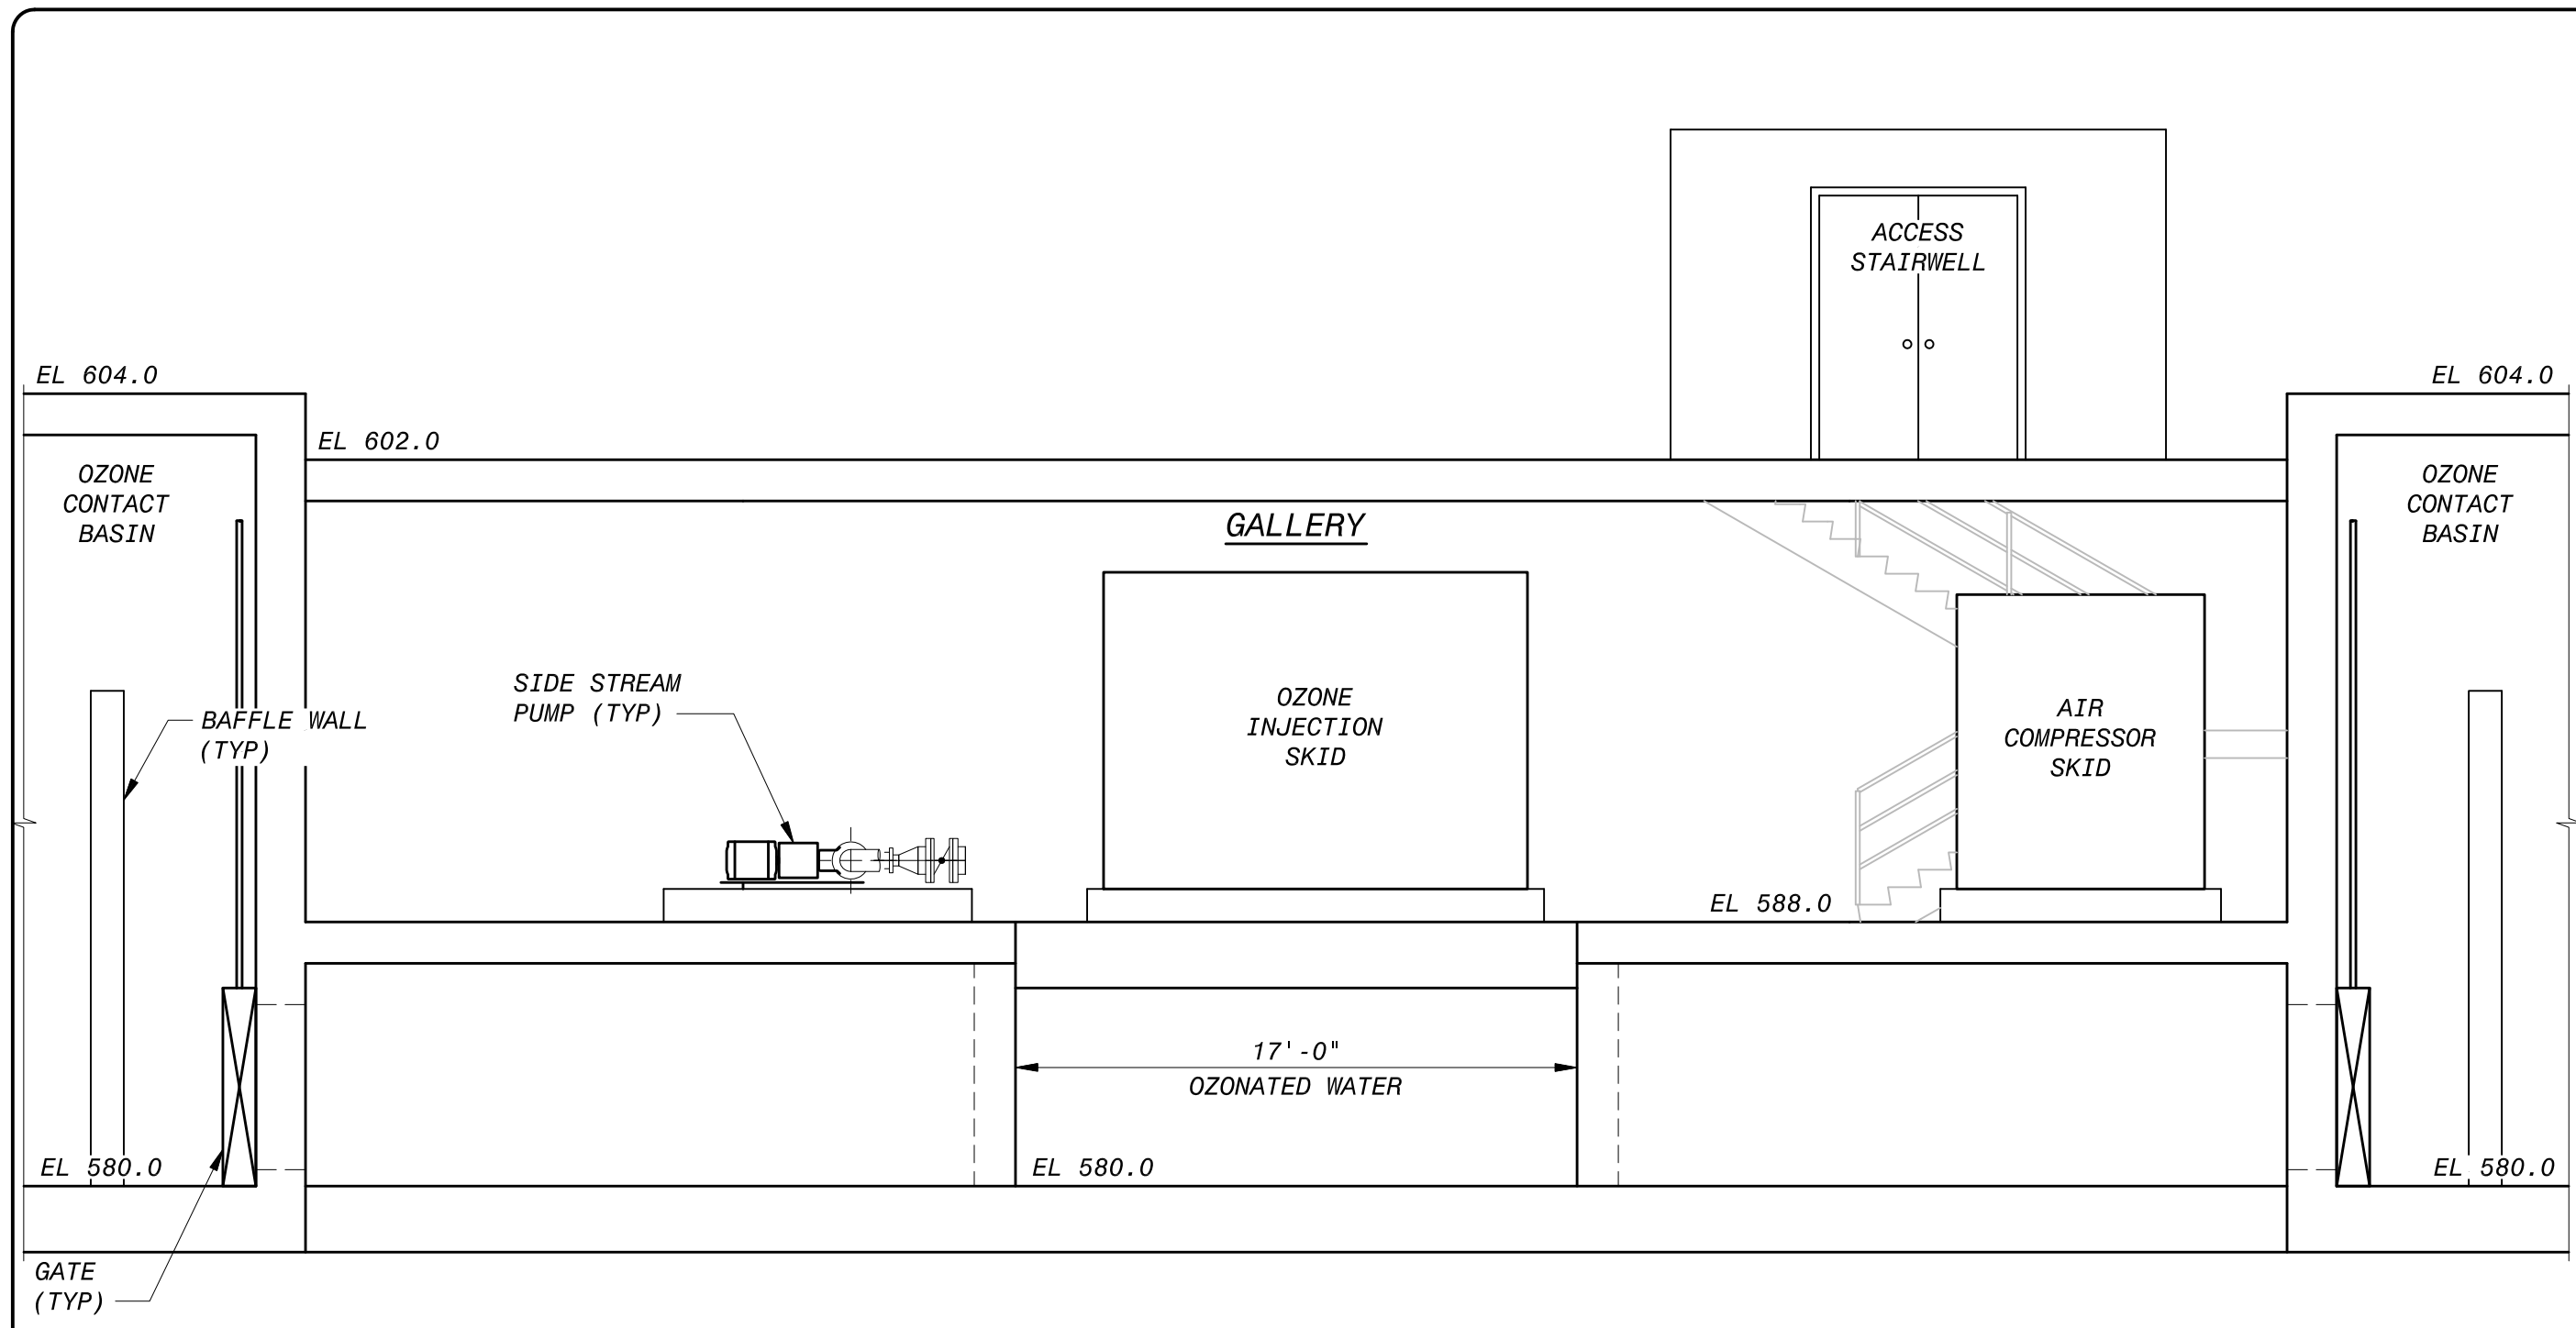 ACCESS
STAIRWELL
EL 604.0
EL 604.0
EL 602.0
OZONE
CONTACT
BASIN
GALLERY
OZONE
CONTACT
BASIN
SIDE STREAM
PUMP (TYP)
BAFFLE WALL
(TYP)
OZONE
INJECTION
SKID
AIR
COMPRESSOR
SKID
EL 588.0
17'-0"
OZONATED WATER
EL 580.0
EL 580.0
EL 580.0
GATE
(TYP)